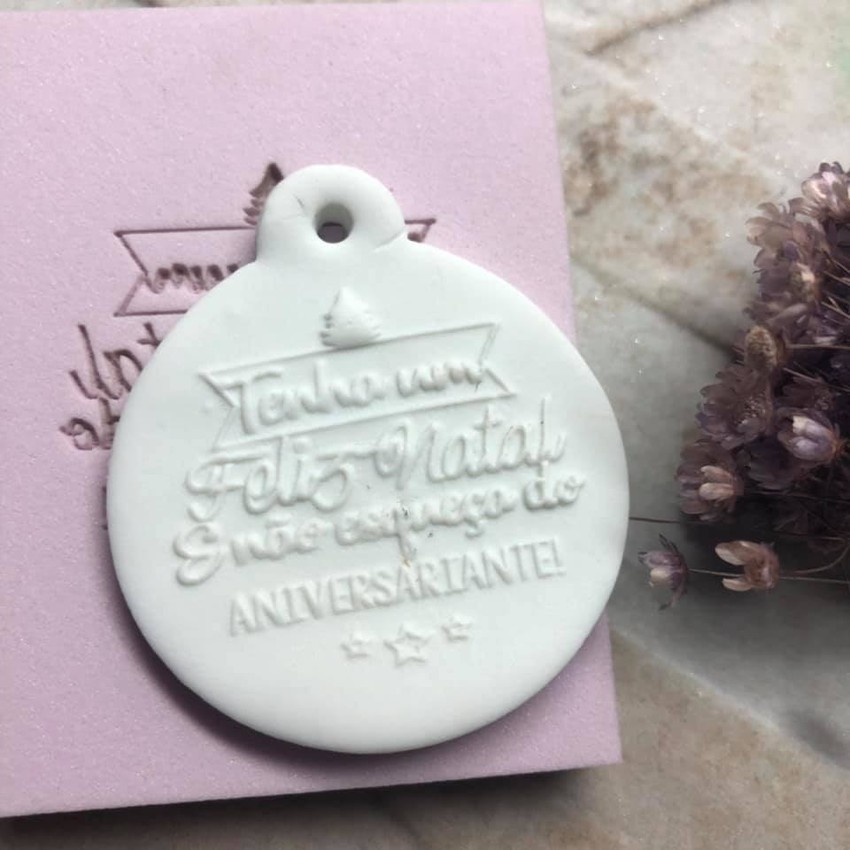 Tenha um
Feliz Natal
E não esqueça do
ANIVERSARIANTE!